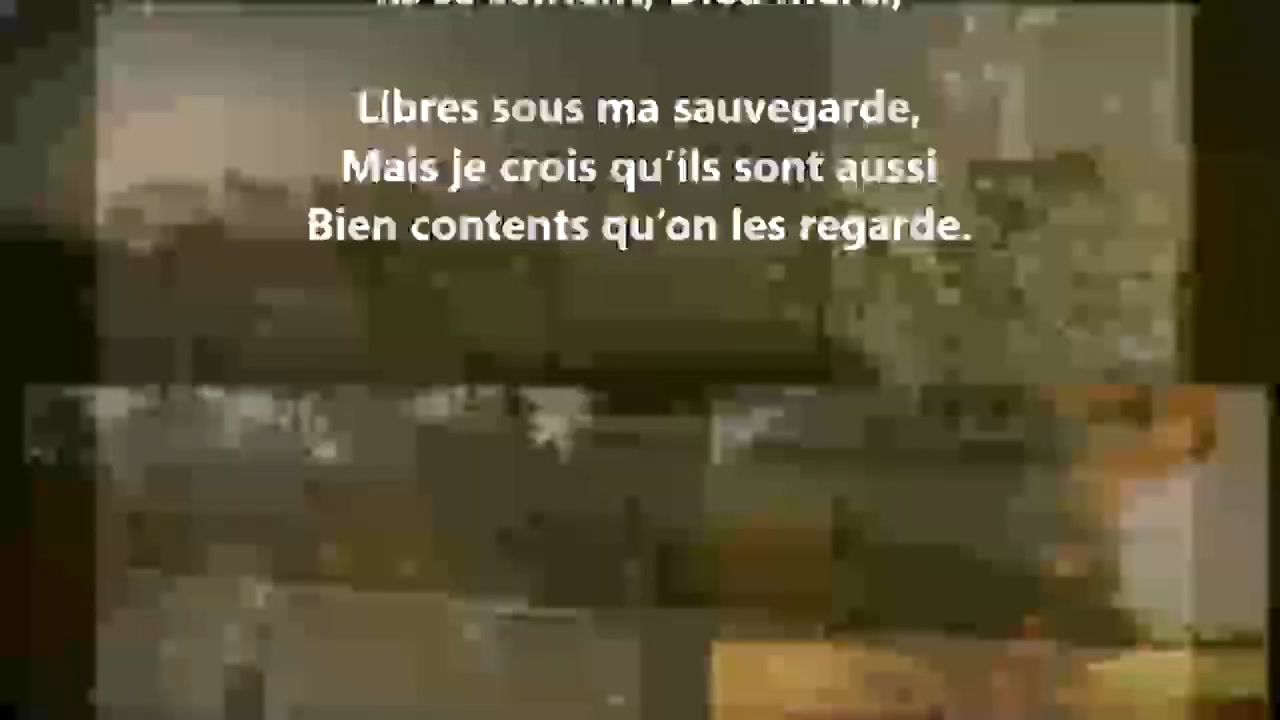 Libres sous ma sauvegarde,
Mais je crois qu'ils sont aussi
Bien contents qu'on les regarde.